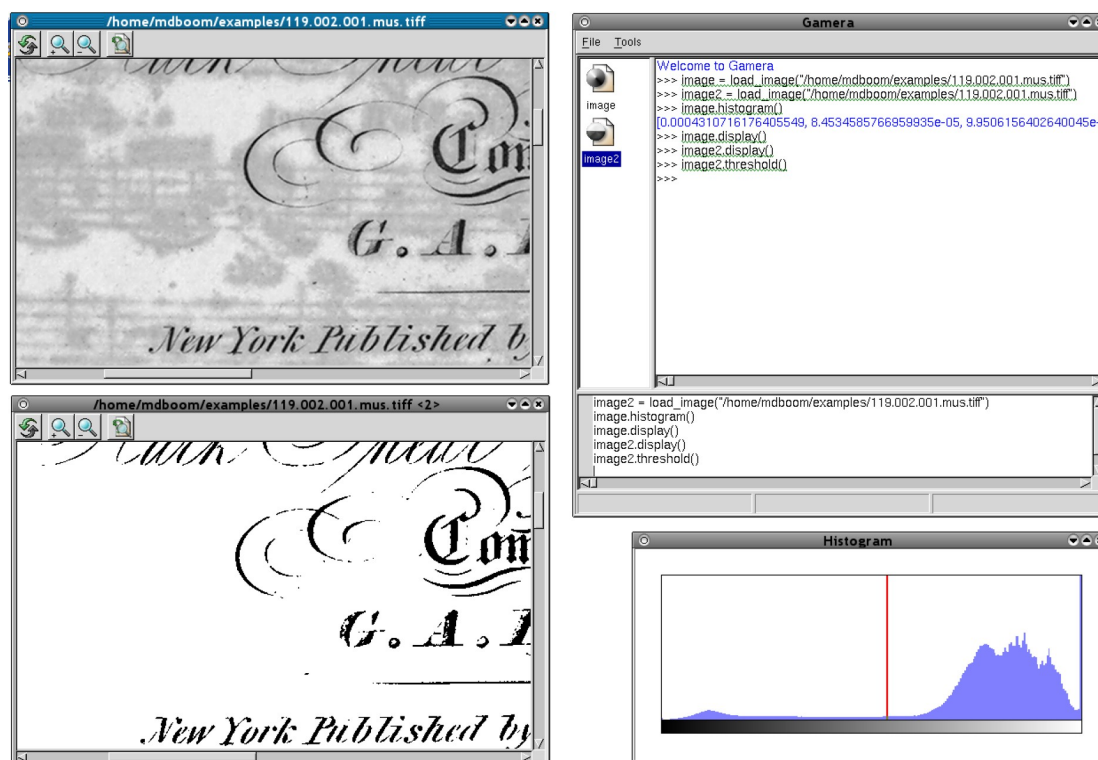 /home/mdboom/examples/119.002.001.mus.tiff
Com
G. A.
New York Published by
/home/mdboom/examples/119.002.001.mus.tiff <2>
Com
G. A.
New York Published by
Gamera
File Tools
image
image2
Welcome to Gamera
>>> image = load_image("/home/mdboom/examples/119.002.001.mus.tiff")
>>> image2 = load_image("/home/mdboom/examples/119.002.001.mus.tiff")
>>> image.histogram()
[0.0004310716176405549, 8.4534585766959935e-05, 9.9506156402640045e-
>>> image.display()
>>> image2.display()
>>> image2.threshold()
>>>
image2 = load_image("/home/mdboom/examples/119.002.001.mus.tiff")
image.histogram()
image.display()
image2.display()
image2.threshold()
Histogram